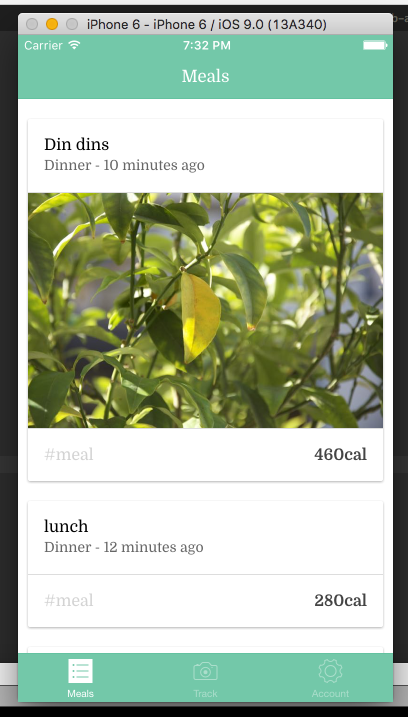 iPhone 6 - iPhone 6 / iOS 9.0 (13A340)
Carrier 7:32 PM
Meals
Din dins
Dinner - 10 minutes ago
#meal 460cal
lunch
Dinner - 12 minutes ago
#meal 280cal
Meals Track Account